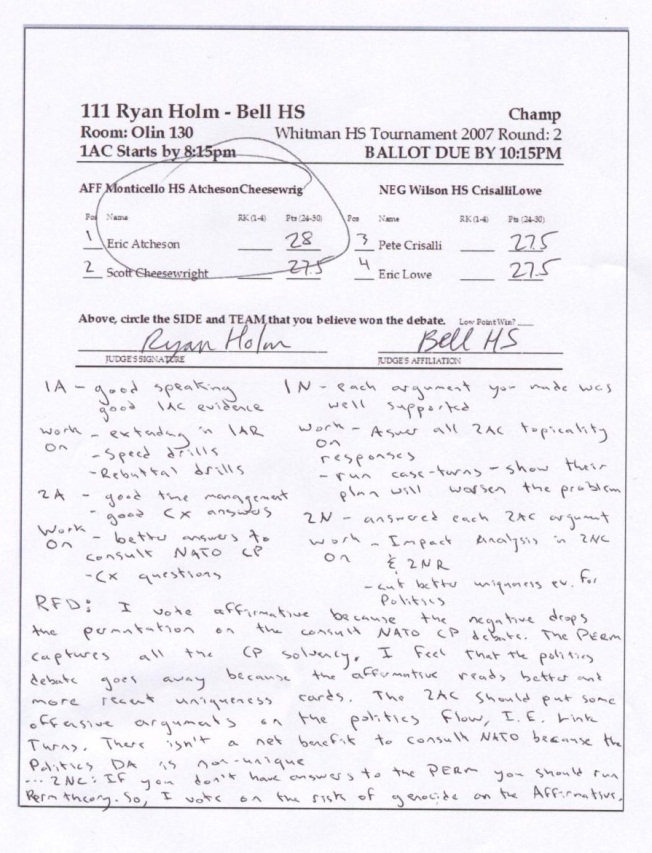 111 Ryan Holm - Bell HS Champ
Room: Olin 130 Whitman HS Tournament 2007 Round: 2
1AC Starts by 8:15pm BALLOT DUE BY 10:15PM
AFF Monticello HS AtchesonCheesewrig NEG Wilson HS CrisalliLowe
Pos Name RK (1-4) Pts (24-30) Pos Name RK (1-4) Pts (24-30)
1 Eric Atcheson 28 3 Pete Crisalli 27.5
2 Scott Cheesewright 27.5 4 Eric Lowe 27.5
Above, circle the SIDE and TEAM that you believe won the debate. Low Point Win?
Ryan Holm Bell HS
JUDGE'S SIGNATURE JUDGE'S AFFILIATION
1A - good speaking
good 1AC evidence
Work - extending in 1AR
On - Speed drills
- Rebuttal drills
2A - good time management
- good CX answers
Work - better answers to
On consult NATO CP
- CX questions
1N - each argument you made was
well supported
Work - Answer all 2AC topicality
On responses
- run case-turns - show their
plan will worsen the problem
2N - answered each 2AC argument
Work - Impact Analysis in 2NC
On & 2NR
- cut better uniqueness ev. for
Politics
RFD: I vote affirmative because the negative drops
the permutation on the consult NATO CP debate. The PERM
captures all the CP solvency. I feel that the politics
debate goes away because the affirmative reads better and
more recent uniqueness cards. The 2AC should put some
offensive arguments on the politics flow, I.E. Link
Turns. There isn't a net benefit to consult NATO because the
Politics DA is non-unique
... 2NC: If you don't have answers to the PERM you should run
Perm theory. So, I vote on the risk of genocide on the Affirmative.